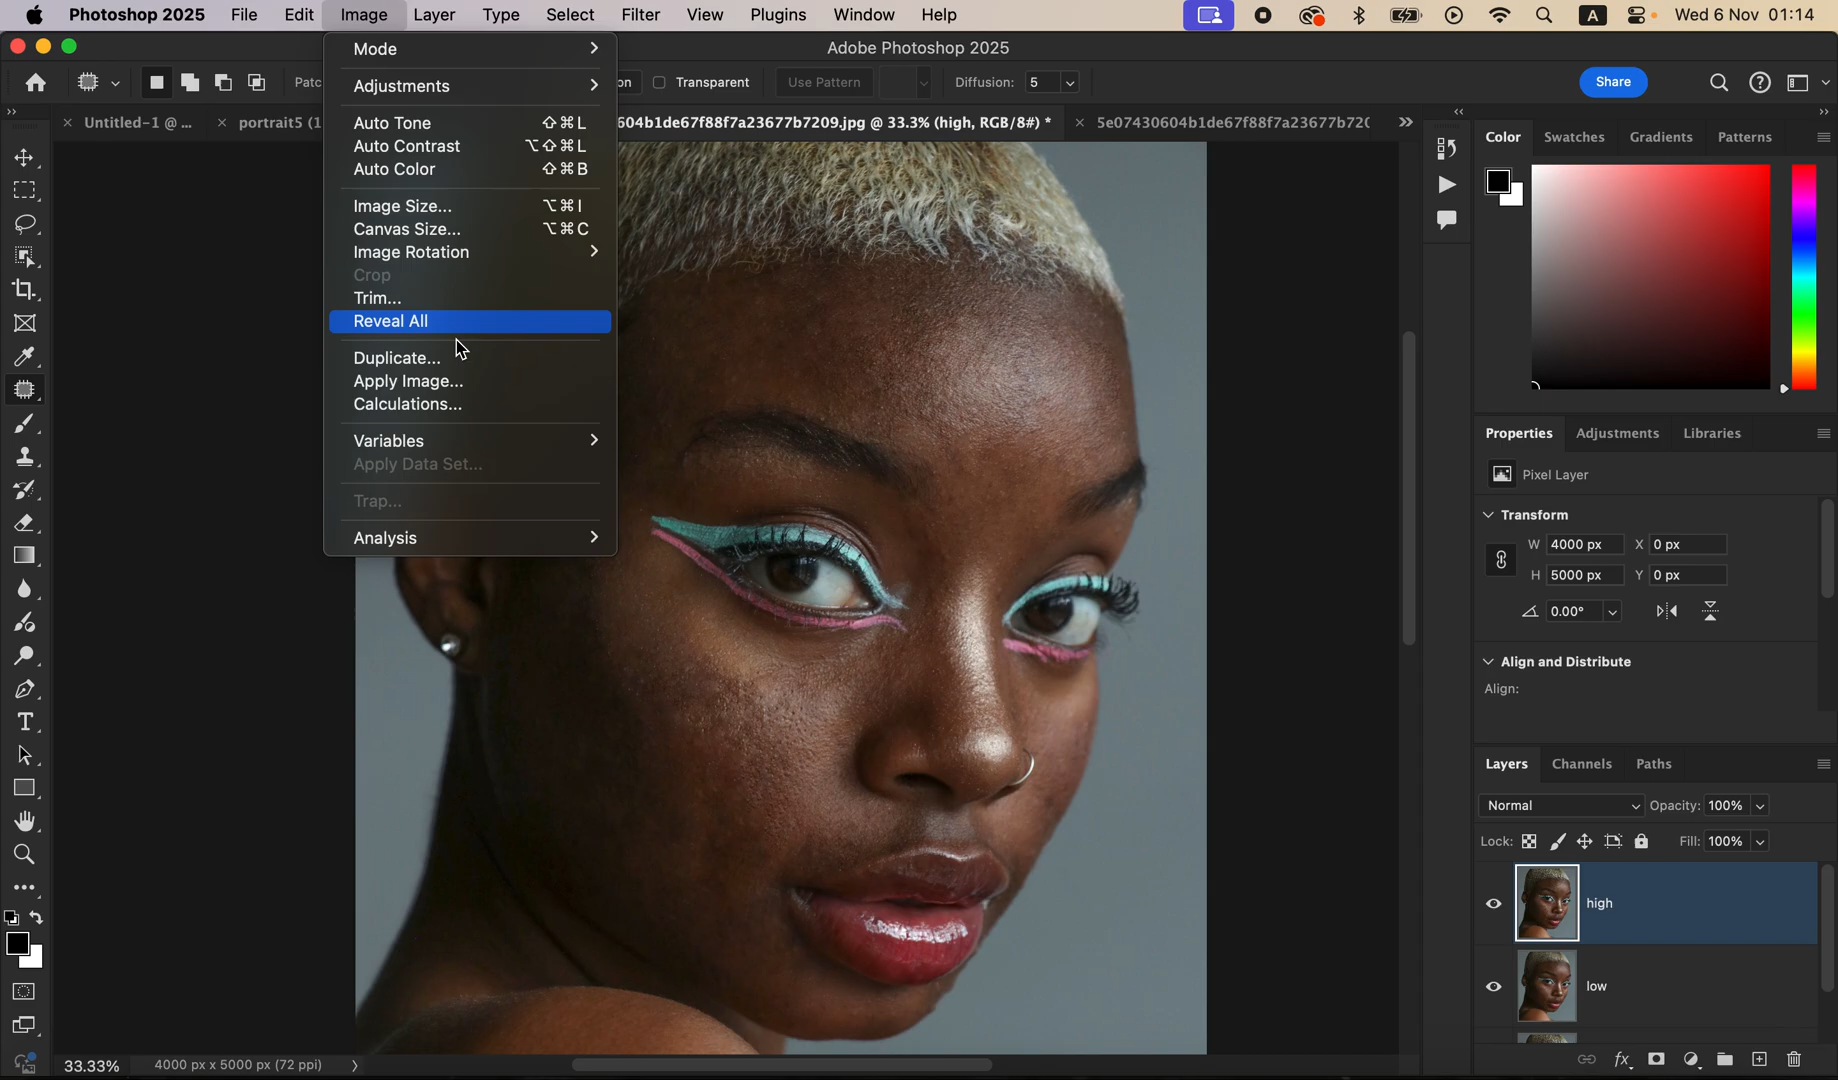 Photoshop 2025 File Edit Image Layer Type Select Filter View Plugins Window Help A Wed 6 Nov 01:14
Adobe Photoshop 2025
Patc on Transparent Use Pattern Diffusion: 5 Share
Untitled-1 @ ... portrait5 (1 604b1de67f88f7a23677b7209.jpg @ 33.3% (high, RGB/8#) * 5e07430604b1de67f88f7a23677b72(
Mode
Adjustments
Auto Tone ⇧⌘L
Auto Contrast ⌥⇧⌘L
Auto Color ⇧⌘B
Image Size... ⌥⌘I
Canvas Size... ⌥⌘C
Image Rotation
Crop
Trim...
Reveal All
Duplicate...
Apply Image...
Calculations...
Variables
Apply Data Set...
Trap...
Analysis
Color Swatches Gradients Patterns
Properties Adjustments Libraries
Pixel Layer
Transform
W 4000 px X 0 px
H 5000 px Y 0 px
0.00°
Align and Distribute
Align:
Layers Channels Paths
Normal Opacity: 100%
Lock: Fill: 100%
high
low
fx
33.33% 4000 px x 5000 px (72 ppi)